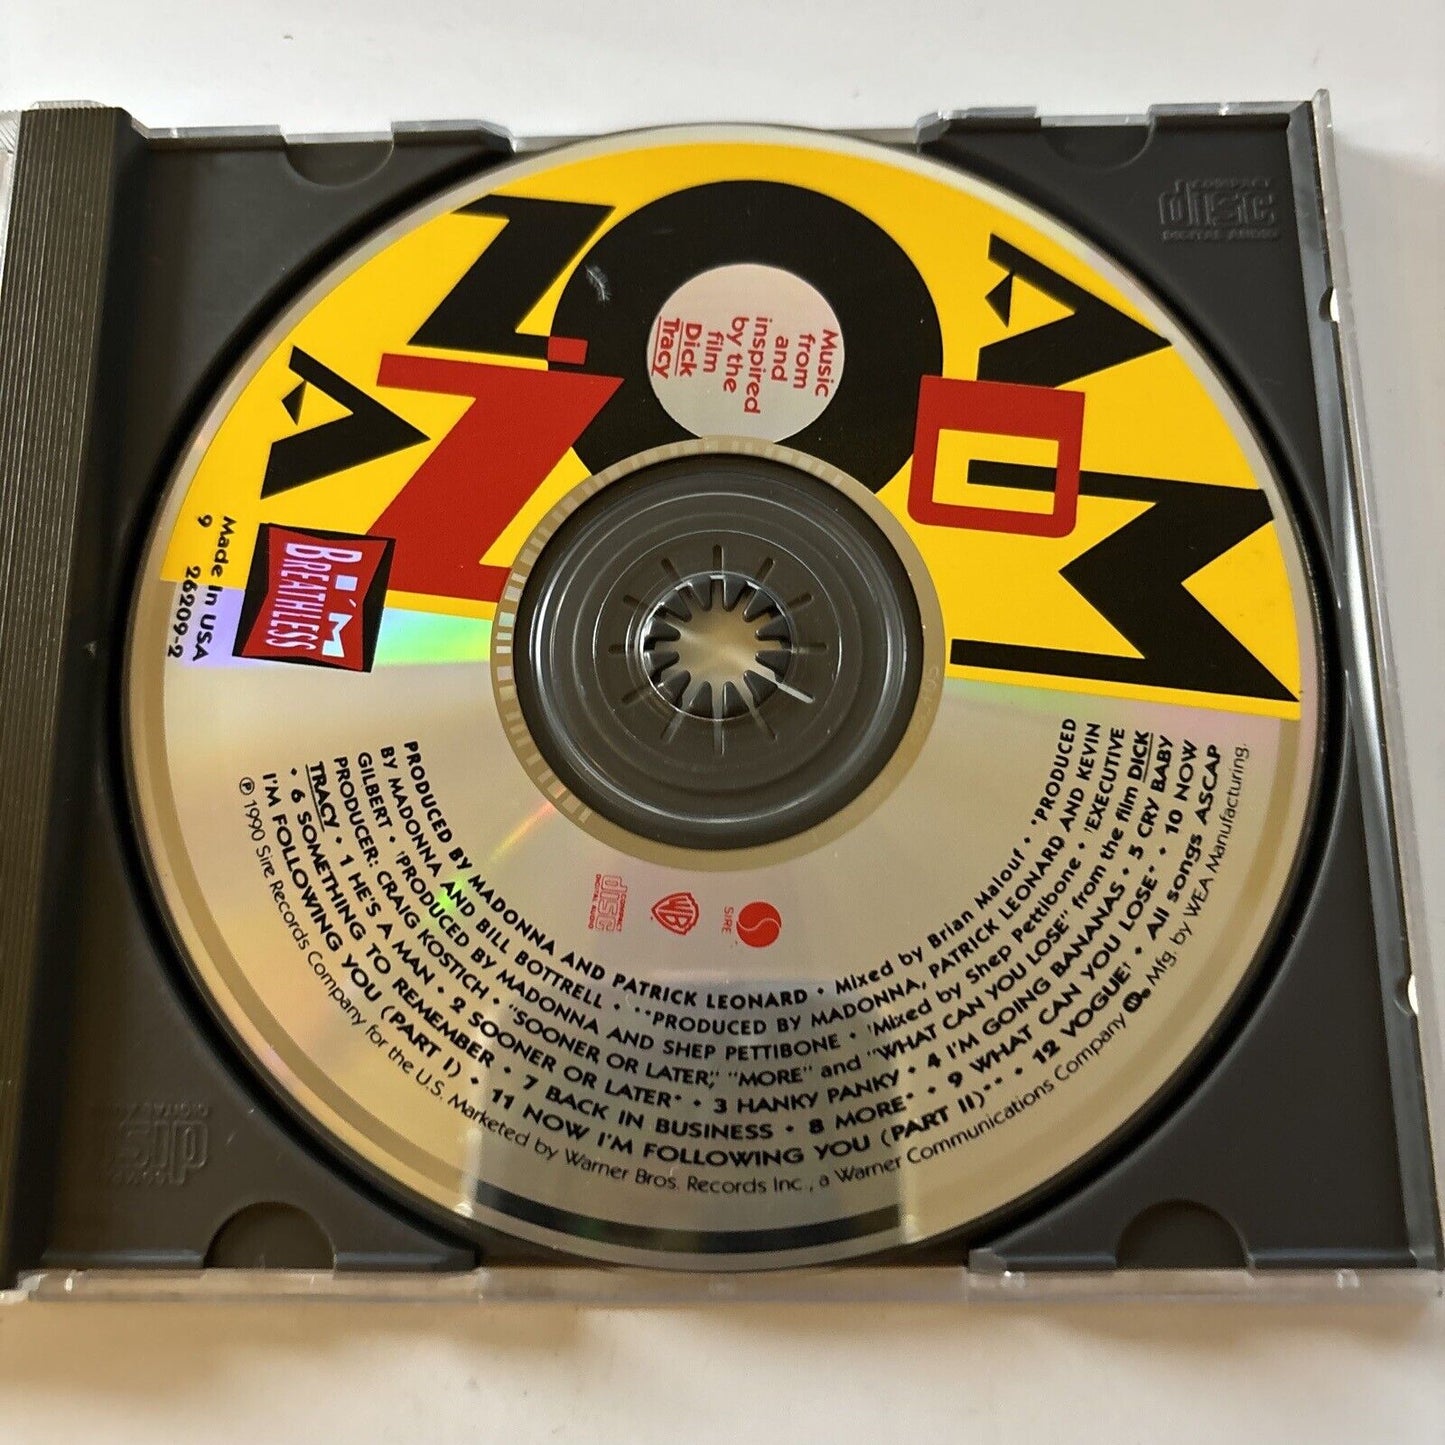 MADONNA
Music
from
and
inspired
by the
film
Dick
Tracy
I'M
BREATHLESS
Made In USA
9 26209-2
COMPACT
disc
DIGITAL AUDIO
SIRE
WB
COMPACT
disc
DIGITAL AUDIO
PRODUCED BY MADONNA AND PATRICK LEONARD • Mixed by Brian Malouf • *PRODUCED
BY MADONNA AND BILL BOTTRELL • **PRODUCED BY MADONNA, PATRICK LEONARD AND KEVIN
GILBERT • †PRODUCED BY MADONNA AND SHEP PETTIBONE • †Mixed by Shep Pettibone • †EXECUTIVE
PRODUCER: CRAIG KOSTICH • "SOONER OR LATER," "MORE" and "WHAT CAN YOU LOSE" from the film DICK
TRACY • 1 HE'S A MAN • 2 SOONER OR LATER* • 3 HANKY PANKY • 4 I'M GOING BANANAS • 5 CRY BABY
• 6 SOMETHING TO REMEMBER • 7 BACK IN BUSINESS • 8 MORE* • 9 WHAT CAN YOU LOSE* • 10 NOW
I'M FOLLOWING YOU (PART I) • 11 NOW I'M FOLLOWING YOU (PART II)** • 12 VOGUE† • All songs ASCAP
℗ 1990 Sire Records Company for the U.S. Marketed by Warner Bros. Records Inc., a Warner Communications Company Mfg. by WEA Manufacturing.